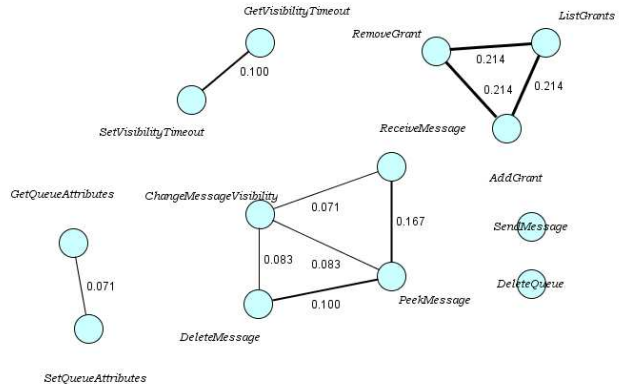 GetVisibilityTimeout
ListGrants
RemoveGrant
0.214
0.100
0.214
0.214
SetVisibilityTimeout
ReceiveMessage
AddGrant
GetQueueAttributes
ChangeMessageVisibility
0.071
0.167
SendMessage
0.083
0.083
0.071
DeleteQueue
0.100
PeekMessage
DeleteMessage
SetQueueAttributes